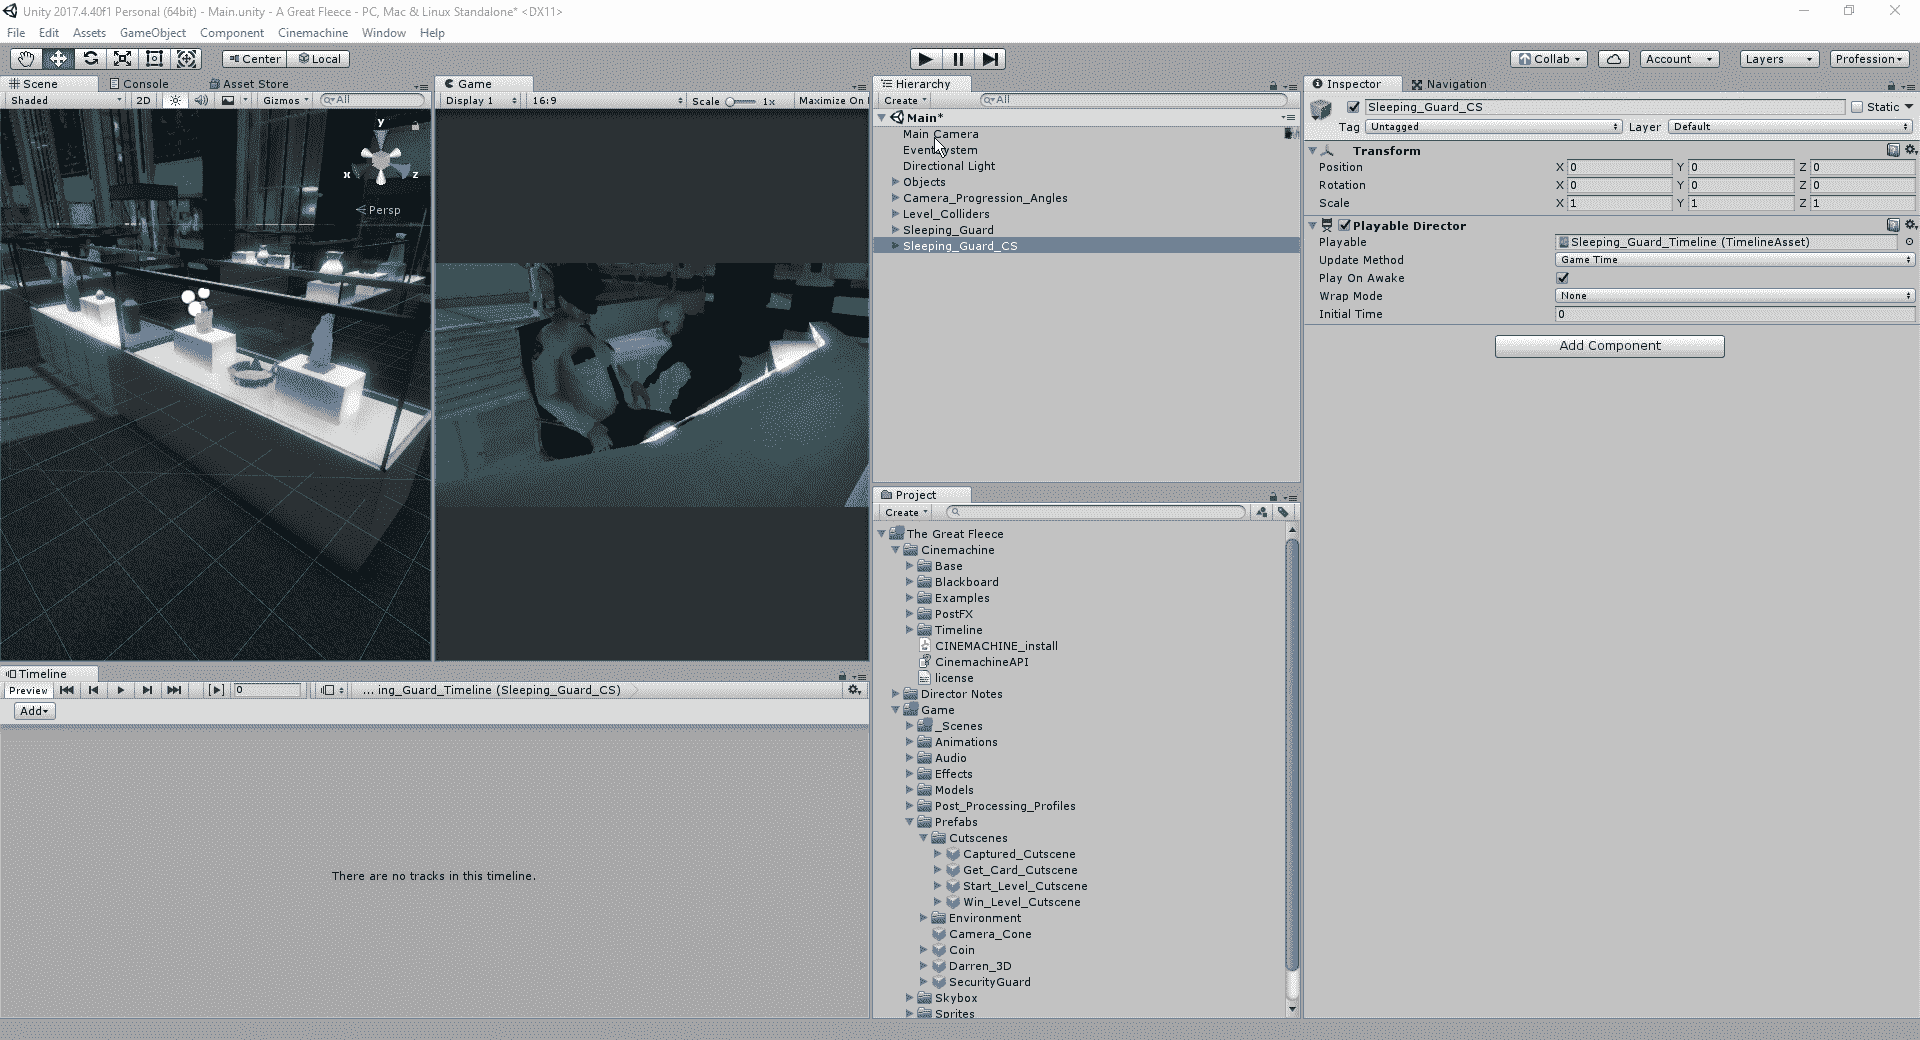 Unity 2017.4.40f1 Personal (64bit) - Main.unity - A Great Fleece - PC, Mac & Linux Standalone* <DX11>
File Edit Assets GameObject Component Cinemachine Window Help
Center Local
Collab Account Layers Profession
Scene Console Asset Store
Shaded 2D Gizmos All
y
x z
Persp
Game
Display 1 16:9 Scale 1x Maximize On
Hierarchy
Create All
Main*
Main Camera
EventSystem
Directional Light
Objects
Camera_Progression_Angles
Level_Colliders
Sleeping_Guard
Sleeping_Guard_CS
Project
Create
The Great Fleece
Cinemachine
Base
Blackboard
Examples
PostFX
Timeline
CINEMACHINE_install
CinemachineAPI
license
Director Notes
Game
_Scenes
Animations
Audio
Effects
Models
Post_Processing_Profiles
Prefabs
Cutscenes
Captured_Cutscene
Get_Card_Cutscene
Start_Level_Cutscene
Win_Level_Cutscene
Environment
Camera_Cone
Coin
Darren_3D
SecurityGuard
Skybox
Sprites
Inspector Navigation
Sleeping_Guard_CS Static
Tag Untagged Layer Default
Transform
Position X 0 Y 0 Z 0
Rotation X 0 Y 0 Z 0
Scale X 1 Y 1 Z 1
Playable Director
Playable Sleeping_Guard_Timeline (TimelineAsset)
Update Method Game Time
Play On Awake
Wrap Mode None
Initial Time 0
Add Component
Timeline
Preview 0 ... ing_Guard_Timeline (Sleeping_Guard_CS)
Add
There are no tracks in this timeline.